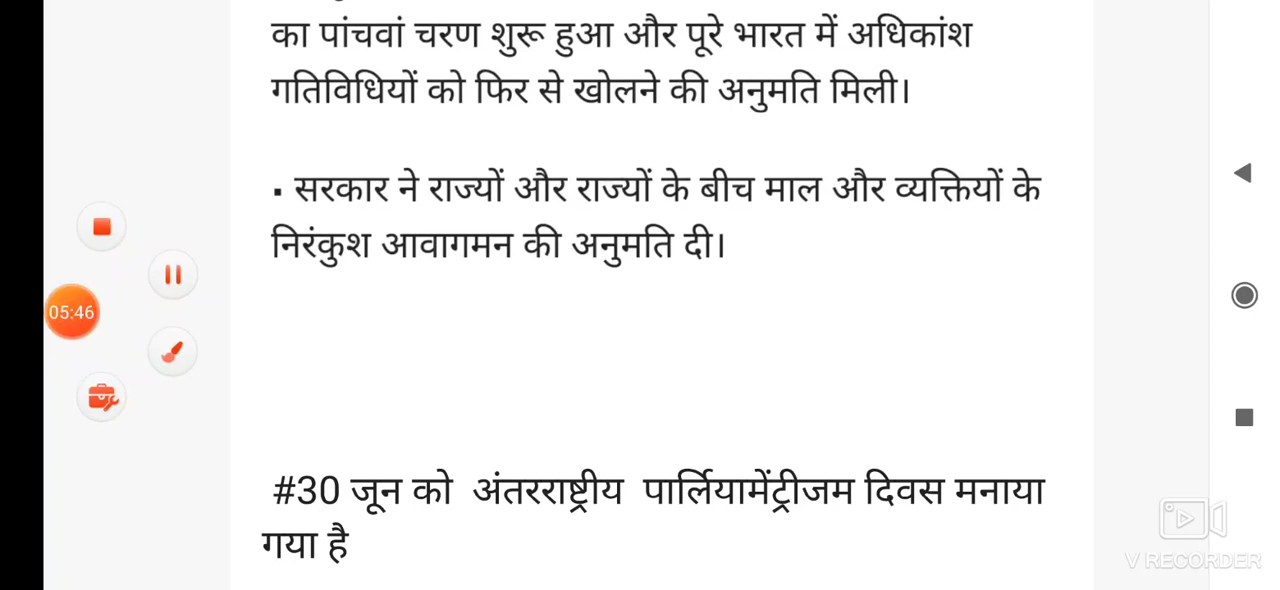 का पांचवां चरण शुरू हुआ और पूरे भारत में अधिकांश
गतिविधियों को फिर से खोलने की अनुमति मिली।
▪ सरकार ने राज्यों और राज्यों के बीच माल और व्यक्तियों के
निरंकुश आवागमन की अनुमति दी।
05:46
#30 जून को अंतरराष्ट्रीय पार्लियामेंट्रीजम दिवस मनाया
गया है
V RECORDER